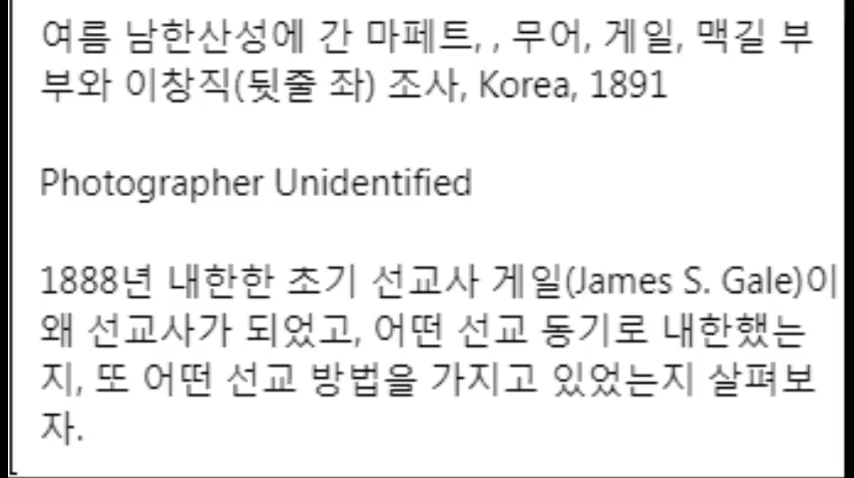 여름 남한산성에 간 마페트, , 무어, 게일, 맥길 부
부와 이창직(뒷줄 좌) 조사, Korea, 1891
Photographer Unidentified
1888년 내한한 초기 선교사 게일(James S. Gale)이
왜 선교사가 되었고, 어떤 선교 동기로 내한했는
지, 또 어떤 선교 방법을 가지고 있었는지 살펴보
자.